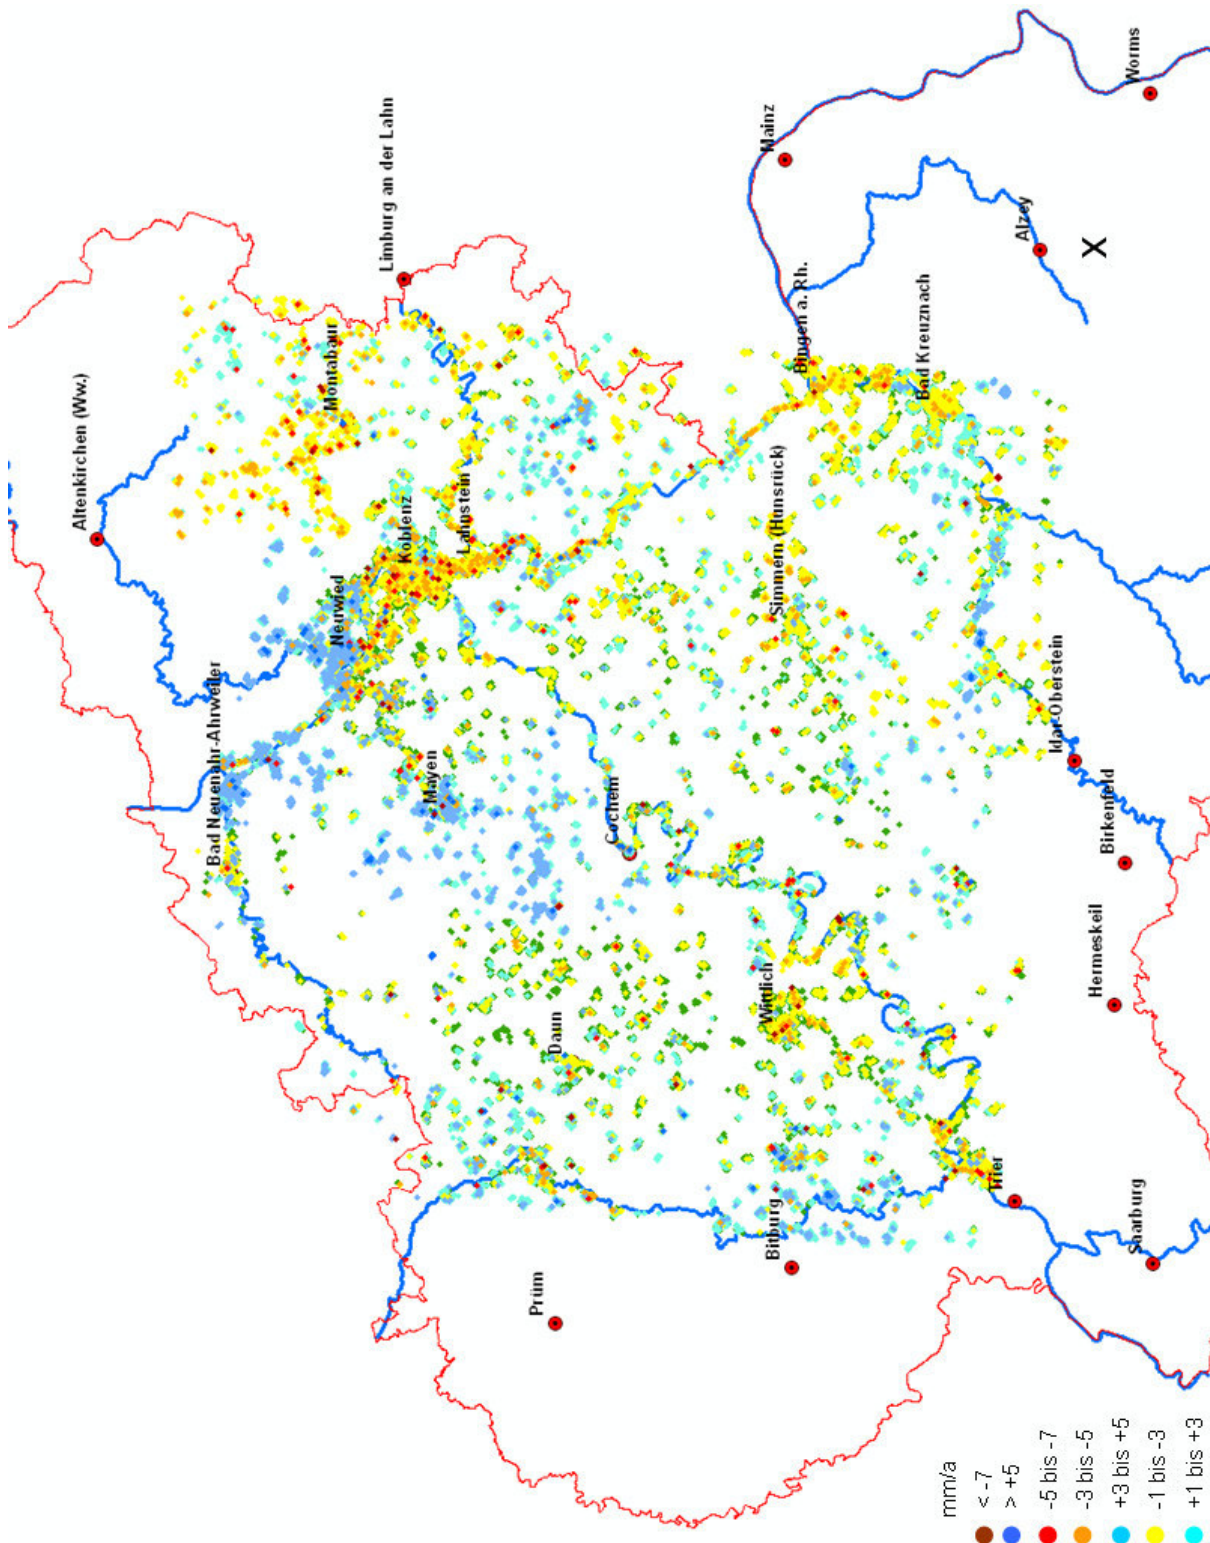 Altenkirchen (Ww.)
Limburg an der Lahn
Montabaur
Bad Neuenahr-Ahrweiler
Neuwied
Koblenz
Lahnstein
Mayen
Mainz
Bingen a. Rh.
Worms
Alzey
X
Bad Kreuznach
Simmern (Hunsrück)
Cochem
Daun
Prüm
Wittlich
Bitburg
Idar-Oberstein
Birkenfeld
Hermeskeil
Trier
Saarburg
mm/a
< -7
> +5
-5 bis -7
-3 bis -5
+3 bis +5
-1 bis -3
+1 bis +3